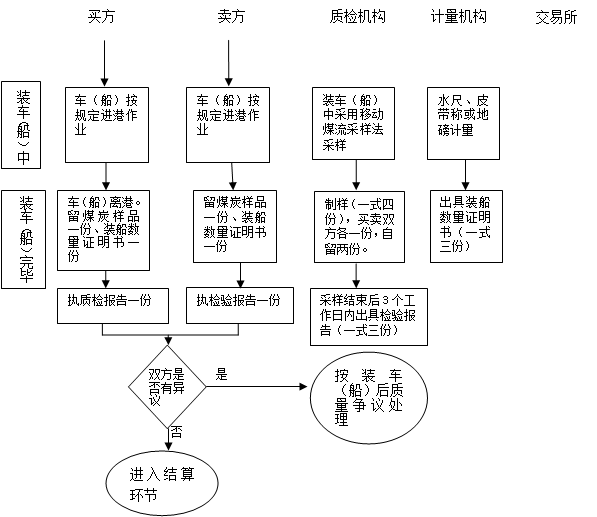 买方
卖方
质检机构
计量机构
交易所
装车（船）中
车（船）按
规定进港作
业
车（船）按
规定进港作
业
装车（船）
中采用移动
煤流采样法
采样
水尺、皮
带称或地
磅计量
装车（船）完毕
车（船）离港。
留煤炭样品
一份、装船数
量证明书一
份
留煤炭样品
一份、装船
数量证明书
一份
制样（一式四
份），买卖双
方各一份，自
留两份。
出具装船
数量证明
书（一式
三份）
执质检报告一份
执检验报告一份
采样结束后3个工
作日内出具检验报
告（一式三份）
双方是
否有异
议
是
按装车
（船）后质
量争议处
理
否
进入结算
环节